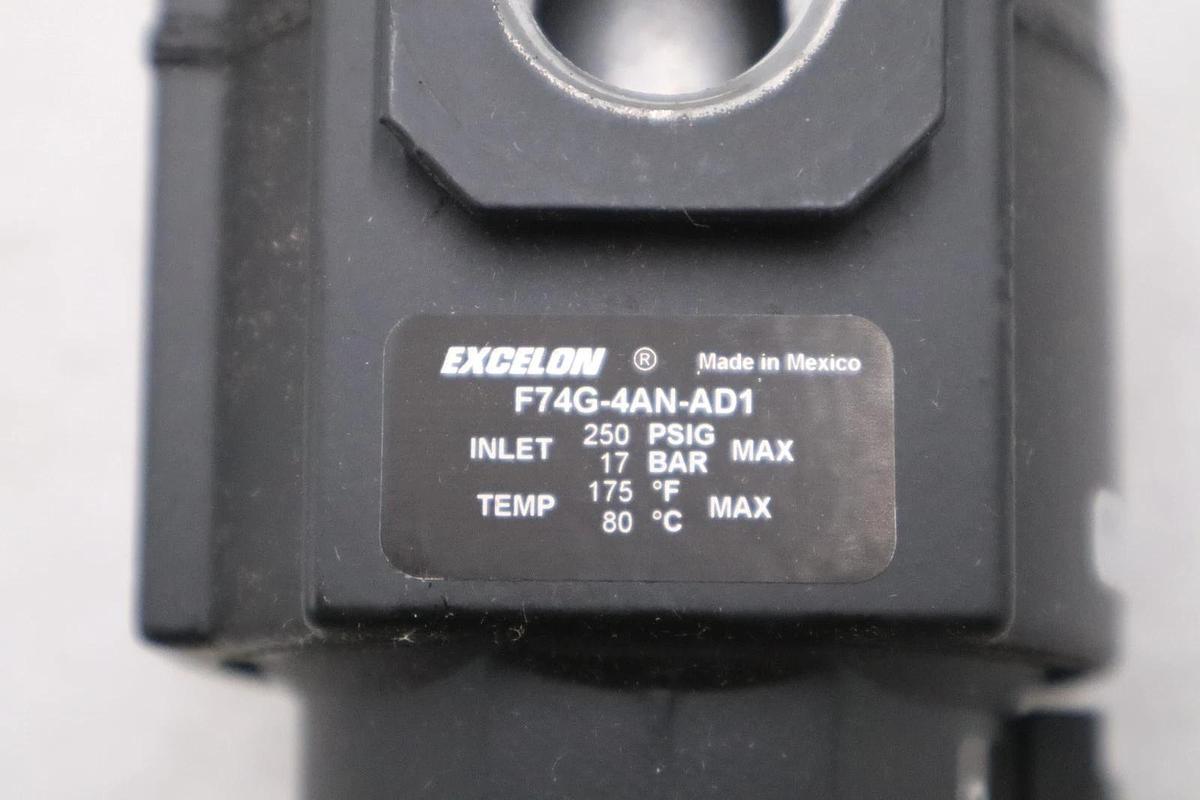 EXCELON ® Made in Mexico
F74G-4AN-AD1
INLET 250 PSIG MAX
17 BAR
TEMP 175 °F MAX
80 °C